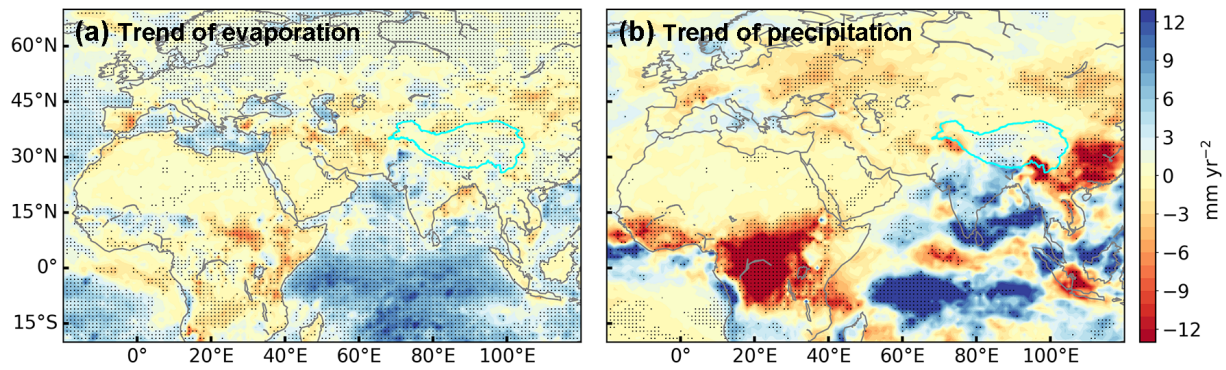 (a) Trend of evaporation
(b) Trend of precipitation
60°N
45°N
30°N
15°N
0°
15°S
0°
20°E
40°E
60°E
80°E
100°E
0°
20°E
40°E
60°E
80°E
100°E
12
9
6
3
0
−3
−6
−9
−12
mm yr⁻²